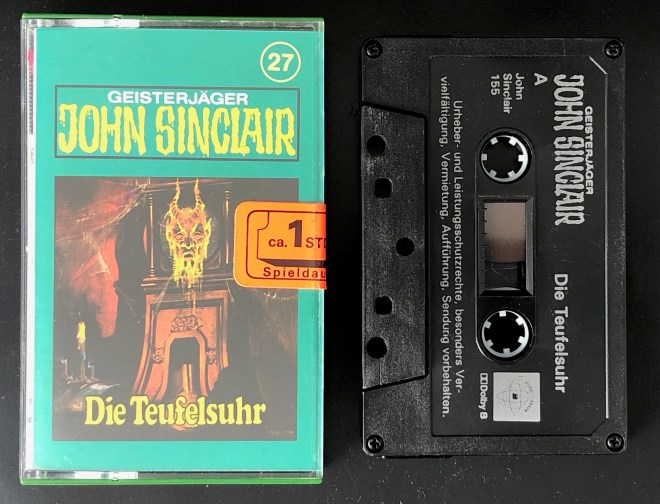 27
GEISTERJÄGER
JOHN SINCLAIR
ca. 1 STD
Spieldau
Die Teufelsuhr
GEISTERJÄGER
JOHN SINCLAIR
Die Teufelsuhr
A
John
Sinclair
155
Urheber- und Leistungsschutzrechte, besonders Ver-
vielfältigung, Vermietung, Aufführung, Sendung vorbehalten.
Dolby B